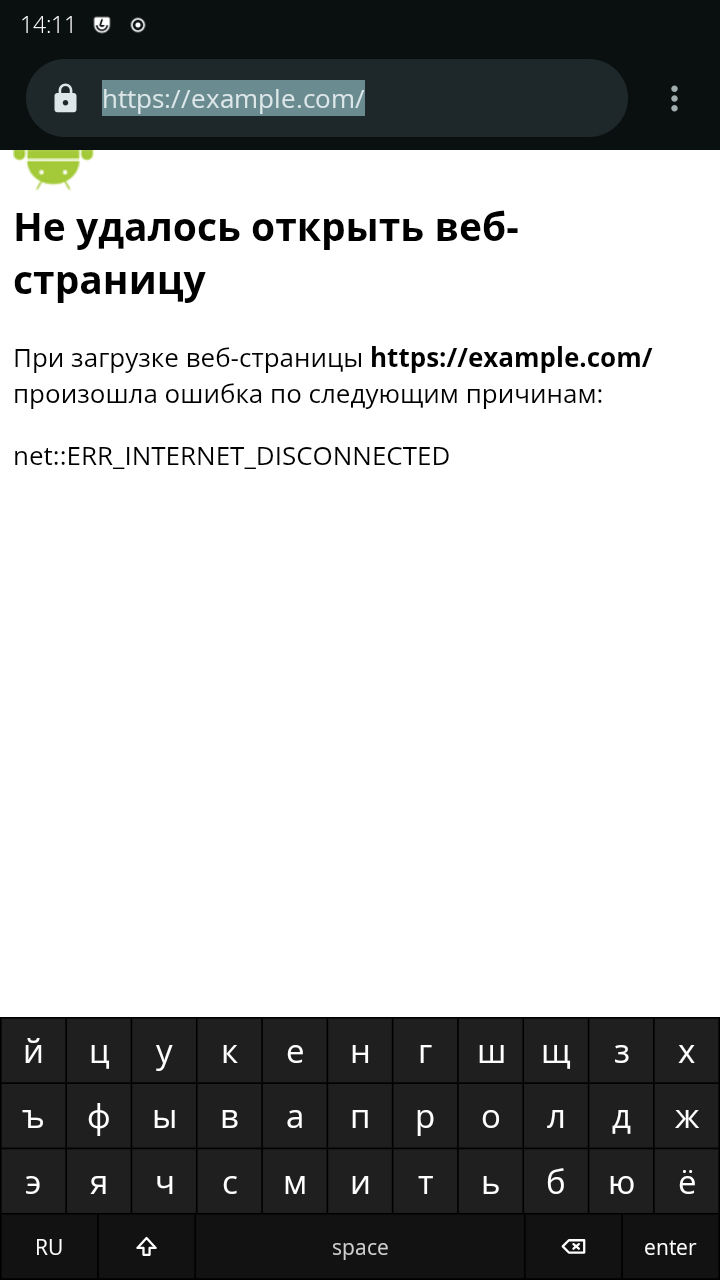 14:11
https://example.com/
Не удалось открыть веб-
страницу
При загрузке веб-страницы https://example.com/
произошла ошибка по следующим причинам:
net::ERR_INTERNET_DISCONNECTED
й ц у к е н г ш щ з х
ъ ф ы в а п р о л д ж
э я ч с м и т ь б ю ё
RU space enter